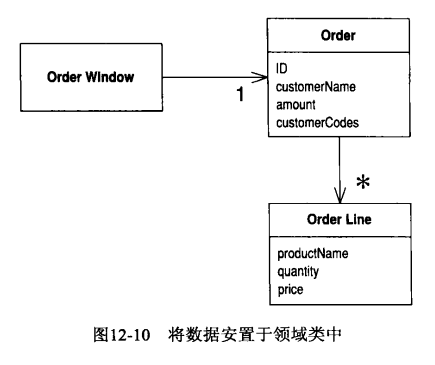 Order
Order Window
ID
customerName
amount
customerCodes
1
*
Order Line
productName
quantity
price
图12-10 将数据安置于领域类中